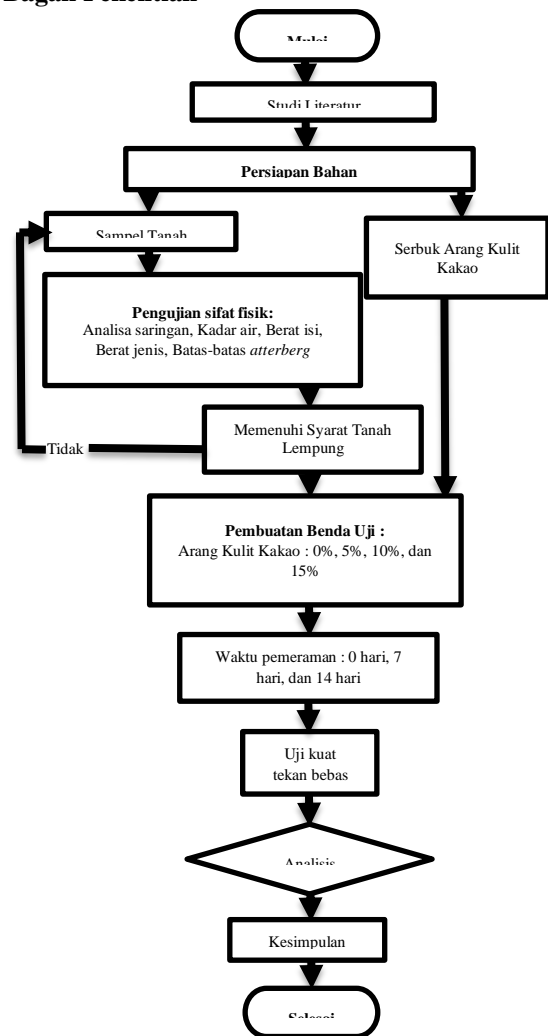 Bagan Penelitian
Mulai
Studi Literatur
Persiapan Bahan
Sampel Tanah
Serbuk Arang Kulit
Kakao
Pengujian sifat fisik:
Analisa saringan, Kadar air, Berat isi,
Berat jenis, Batas-batas atterberg
Memenuhi Syarat Tanah
Lempung
Tidak
Pembuatan Benda Uji :
Arang Kulit Kakao : 0%, 5%, 10%, dan
15%
Waktu pemeraman : 0 hari, 7
hari, dan 14 hari
Uji kuat
tekan bebas
Analisis
Kesimpulan
Selesai